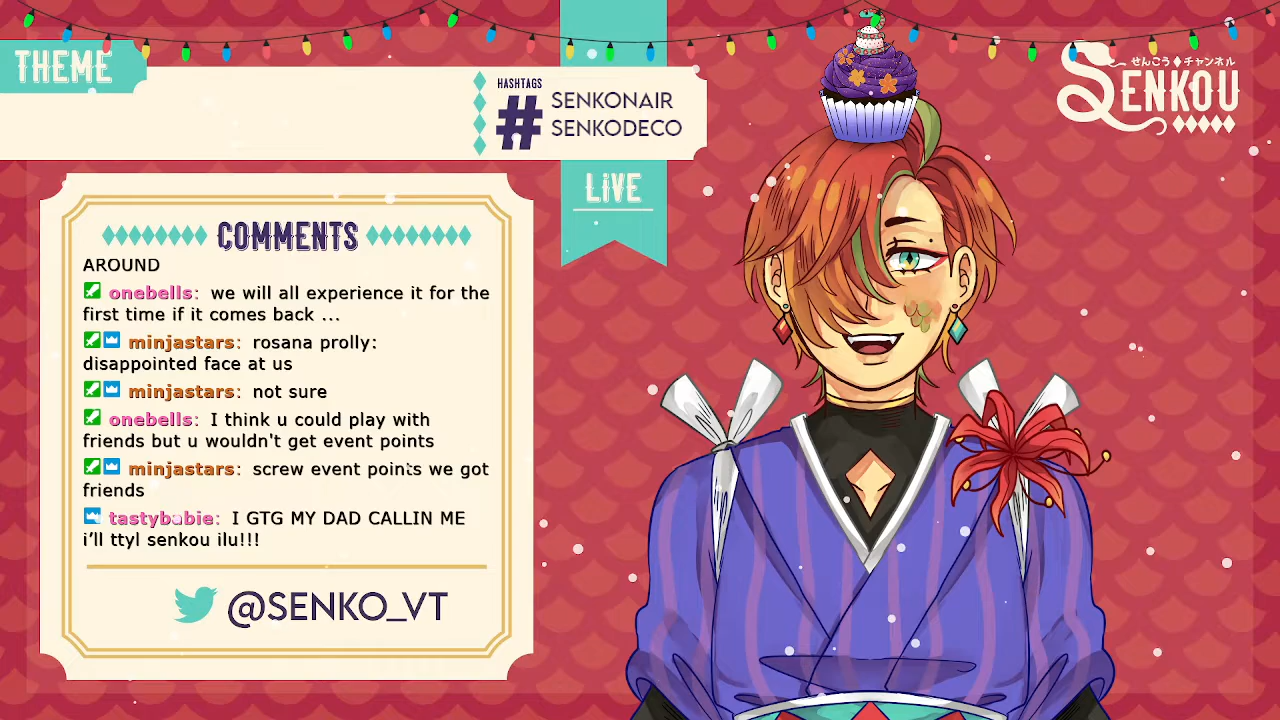 THEME
HASHTAGS
#
SENKONAIR
SENKODECO
せんこう♦チャンネル
SENKOU
LiVE
COMMENTS
AROUND
onebells: we will all experience it for the
first time if it comes back ...
minjastars: rosana prolly:
disappointed face at us
minjastars: not sure
onebells: I think u could play with
friends but u wouldn't get event points
minjastars: screw event points we got
friends
tastybabie: I GTG MY DAD CALLIN ME
i'll ttyl senkou ilu!!!
@SENKO_VT